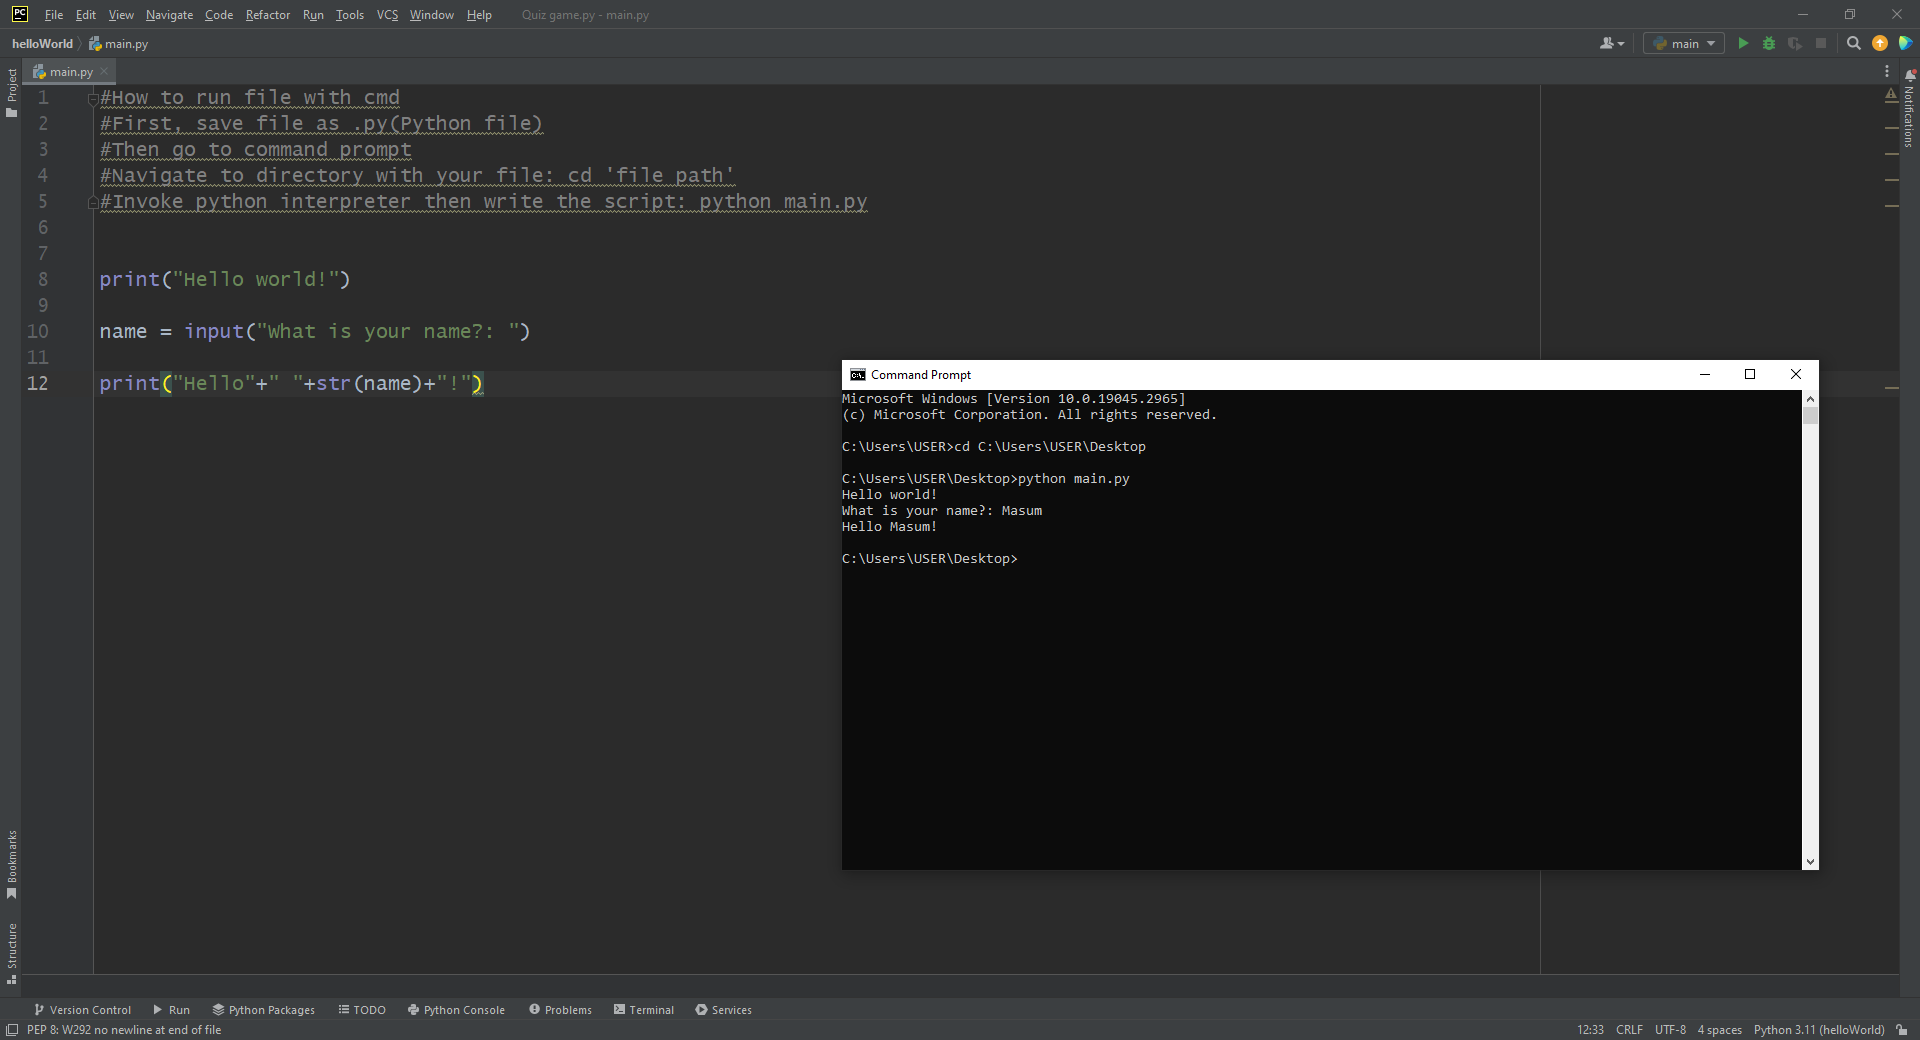 PC File Edit View Navigate Code Refactor Run Tools VCS Window Help Quiz game.py - main.py
helloWorld main.py main
Project
main.py
Notifications
1 #How to run file with cmd
2 #First, save file as .py(Python file)
3 #Then go to command prompt
4 #Navigate to directory with your file: cd 'file path'
5 #Invoke python interpreter then write the script: python main.py
6
7
8 print("Hello world!")
9
10 name = input("What is your name?: ")
11
12 print("Hello"+" "+str(name)+"!")
Command Prompt
Microsoft Windows [Version 10.0.19045.2965]
(c) Microsoft Corporation. All rights reserved.
C:\Users\USER>cd C:\Users\USER\Desktop
C:\Users\USER\Desktop>python main.py
Hello world!
What is your name?: Masum
Hello Masum!
C:\Users\USER\Desktop>
Bookmarks
Structure
Version Control Run Python Packages TODO Python Console Problems Terminal Services
PEP 8: W292 no newline at end of file 12:33 CRLF UTF-8 4 spaces Python 3.11 (helloWorld)